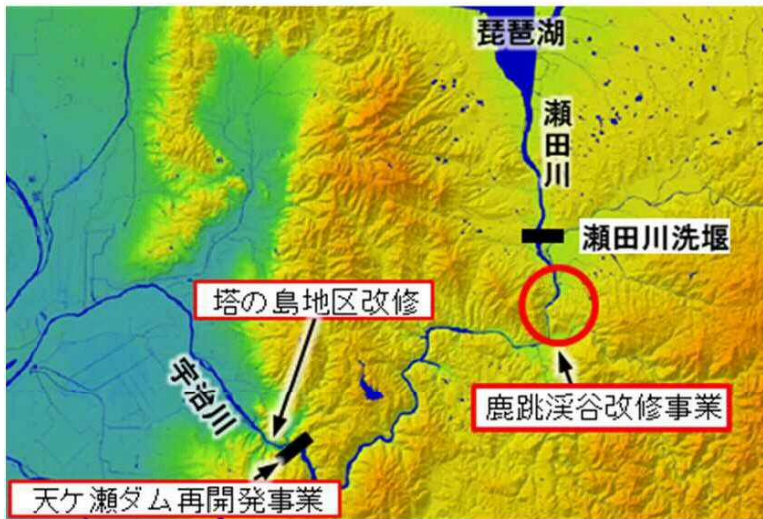 琵琶湖
瀬田川
瀬田川洗堰
塔の島地区改修
宇治川
鹿跳渓谷改修事業
天ケ瀬ダム再開発事業